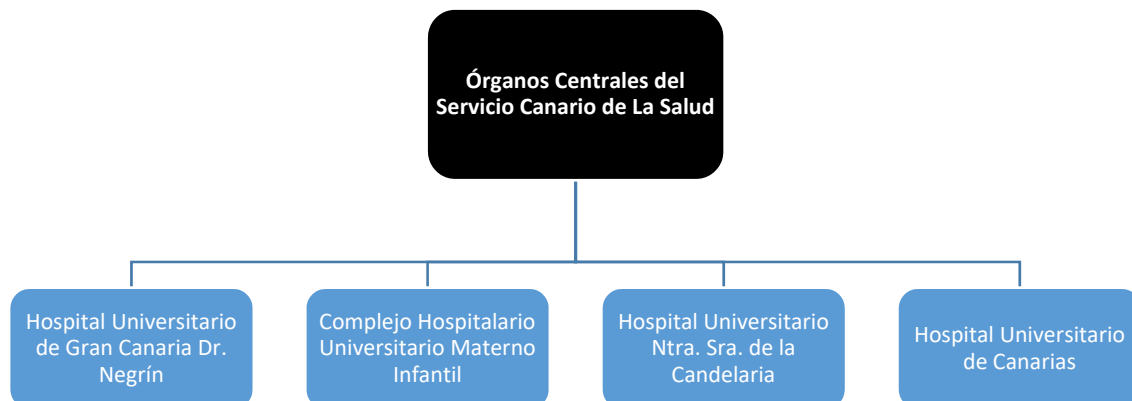 Órganos Centrales del
Servicio Canario de La Salud
Hospital Universitario
de Gran Canaria Dr.
Negrín
Complejo Hospitalario
Universitario Materno
Infantil
Hospital Universitario
Ntra. Sra. de la
Candelaria
Hospital Universitario
de Canarias